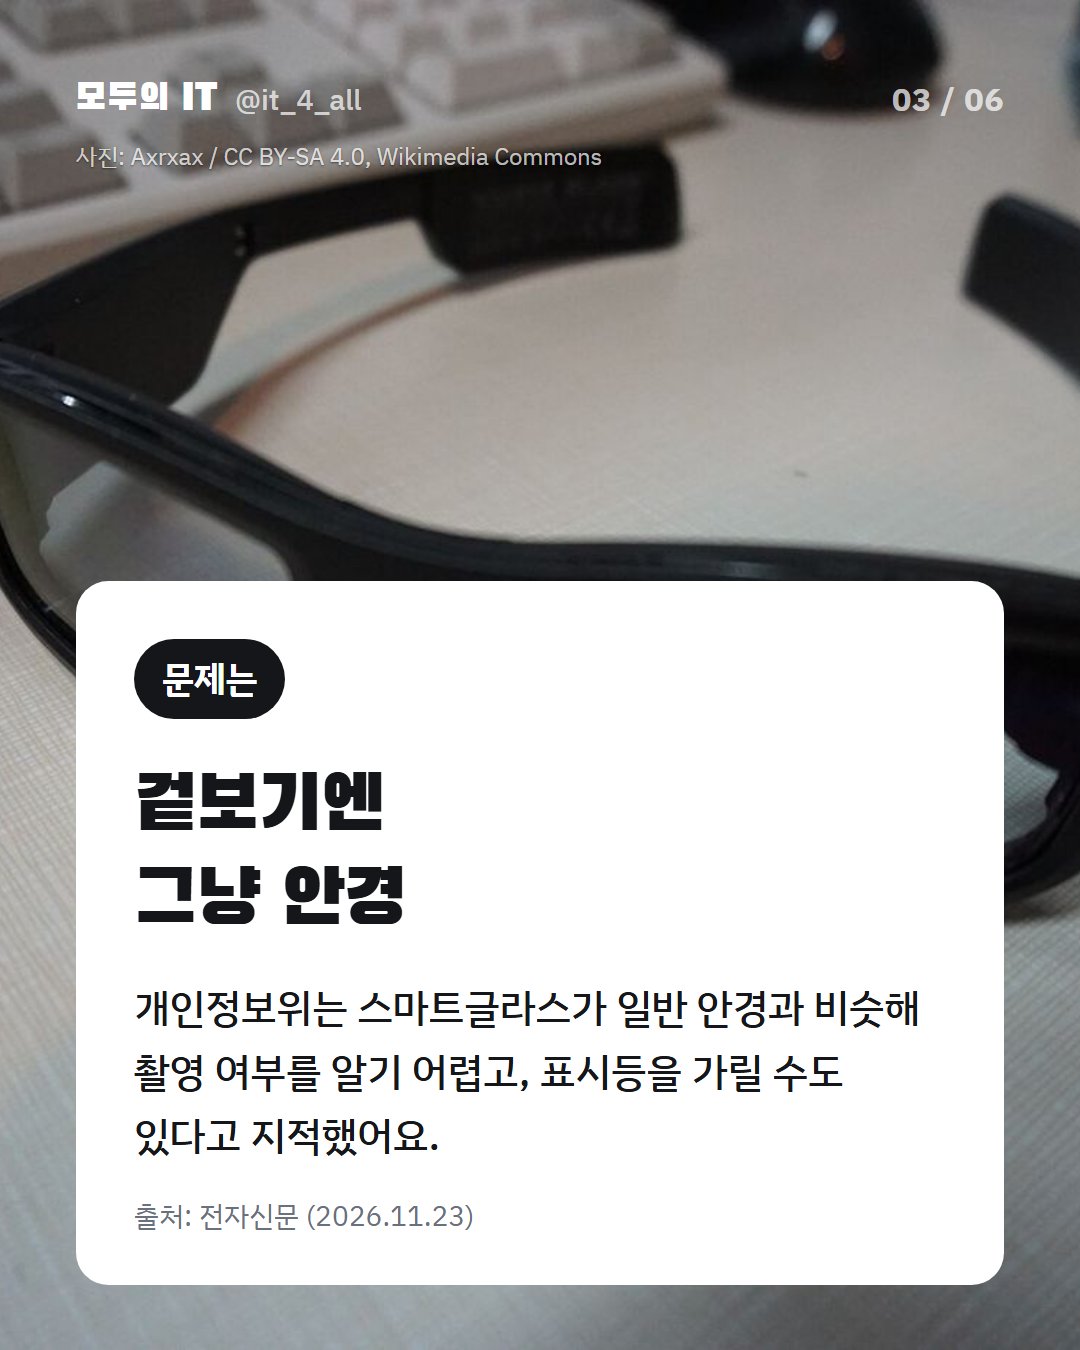 모두의 IT @it_4_all
03 / 06
사진: Axrxax / CC BY-SA 4.0, Wikimedia Commons
문제는
겉보기엔
그냥 안경
개인정보위는 스마트글라스가 일반 안경과 비슷해
촬영 여부를 알기 어렵고, 표시등을 가릴 수도
있다고 지적했어요.
출처: 전자신문 (2026.11.23)